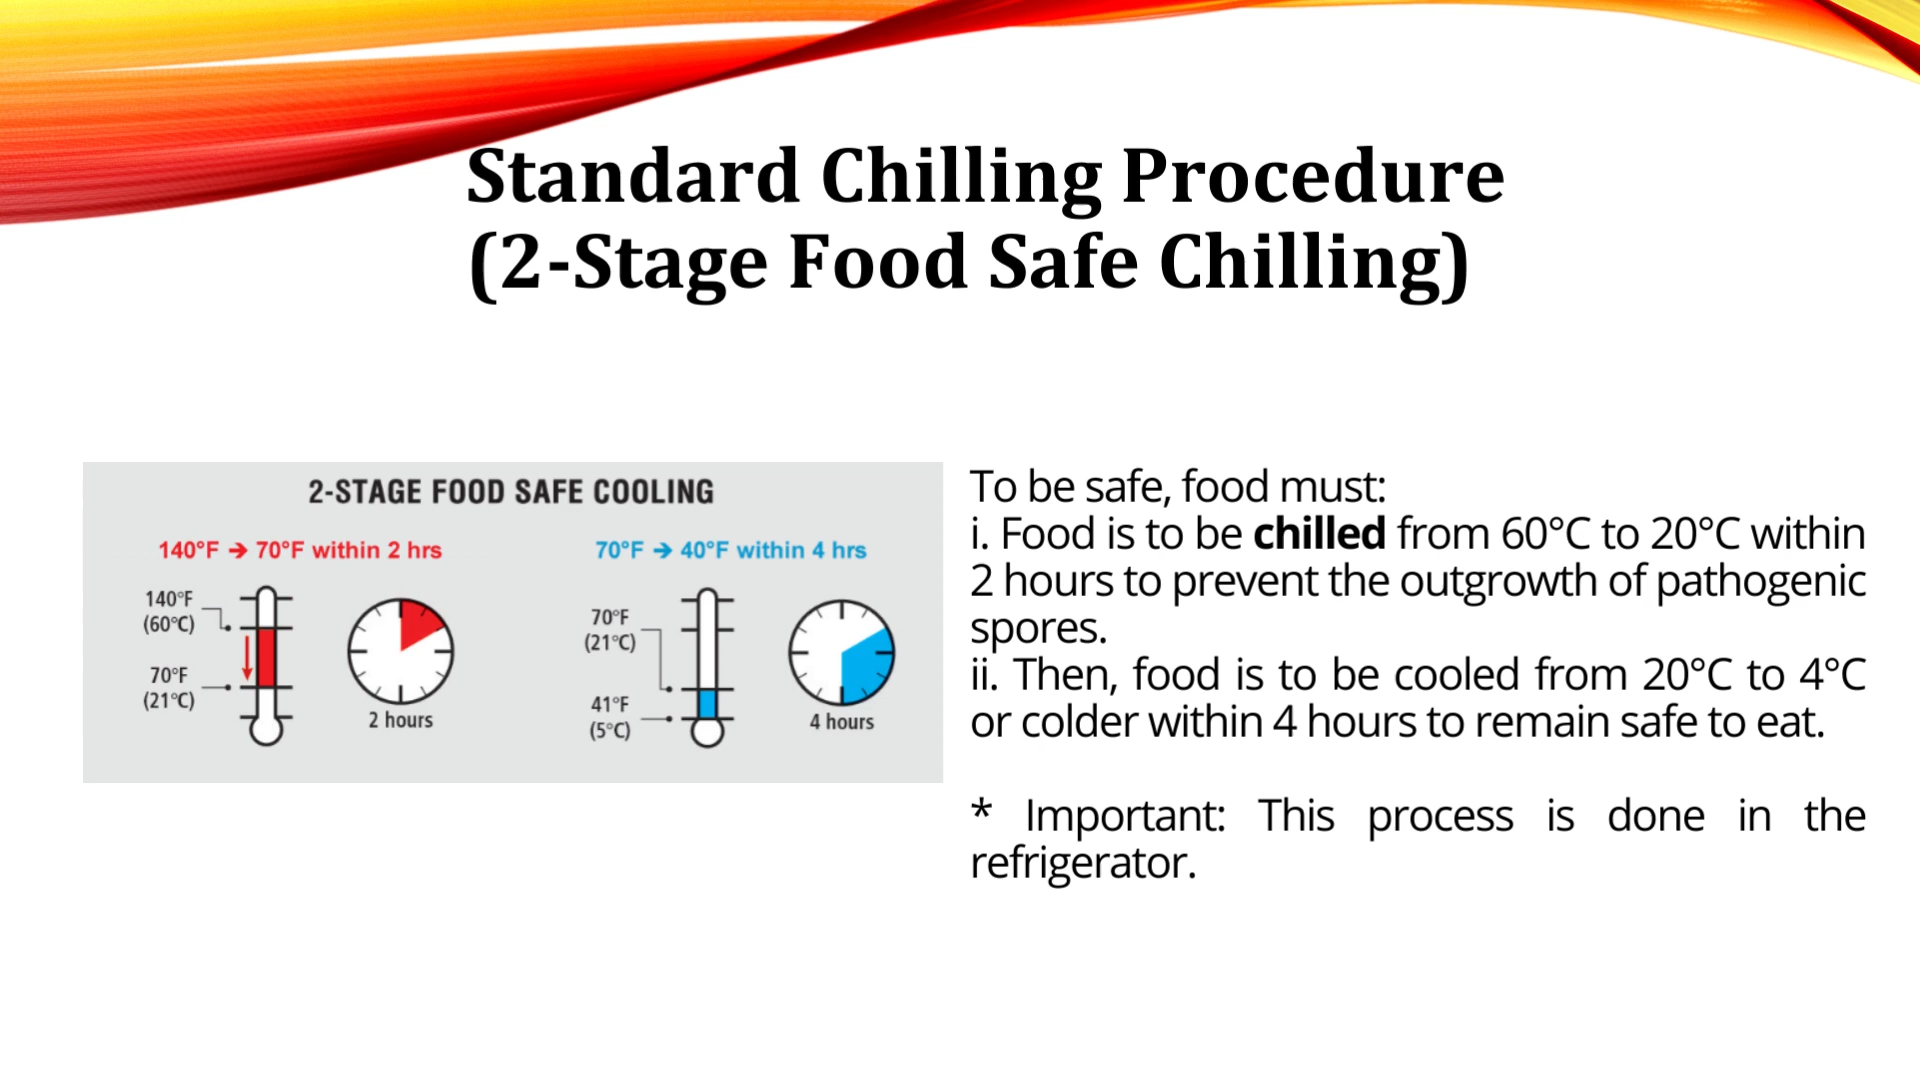 Standard Chilling Procedure
(2-Stage Food Safe Chilling)
2-STAGE FOOD SAFE COOLING
140°F ➔ 70°F within 2 hrs
140°F
(60°C)
70°F
(21°C)
2 hours
70°F ➔ 40°F within 4 hrs
70°F
(21°C)
41°F
(5°C)
4 hours
To be safe, food must:
i. Food is to be chilled from 60°C to 20°C within
2 hours to prevent the outgrowth of pathogenic
spores.
ii. Then, food is to be cooled from 20°C to 4°C
or colder within 4 hours to remain safe to eat.
* Important: This process is done in the
refrigerator.